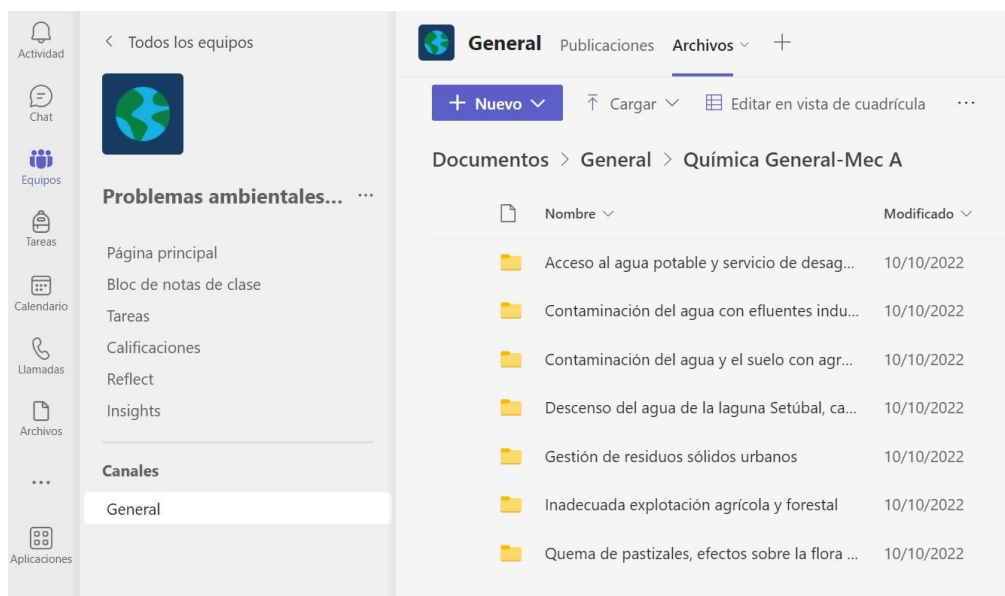 Actividad
Chat
Equipos
Tareas
Calendario
Llamadas
Archivos
...
Aplicaciones
< Todos los equipos
Problemas ambientales... ...
Página principal
Bloc de notas de clase
Tareas
Calificaciones
Reflect
Insights
Canales
General
General Publicaciones Archivos +
+ Nuevo Cargar Editar en vista de cuadrícula ...
Documentos > General > Química General-Mec A
Nombre Modificado
Acceso al agua potable y servicio de desag... 10/10/2022
Contaminación del agua con efluentes indu... 10/10/2022
Contaminación del agua y el suelo con agr... 10/10/2022
Descenso del agua de la laguna Setúbal, ca... 10/10/2022
Gestión de residuos sólidos urbanos 10/10/2022
Inadecuada explotación agrícola y forestal 10/10/2022
Quema de pastizales, efectos sobre la flora ... 10/10/2022